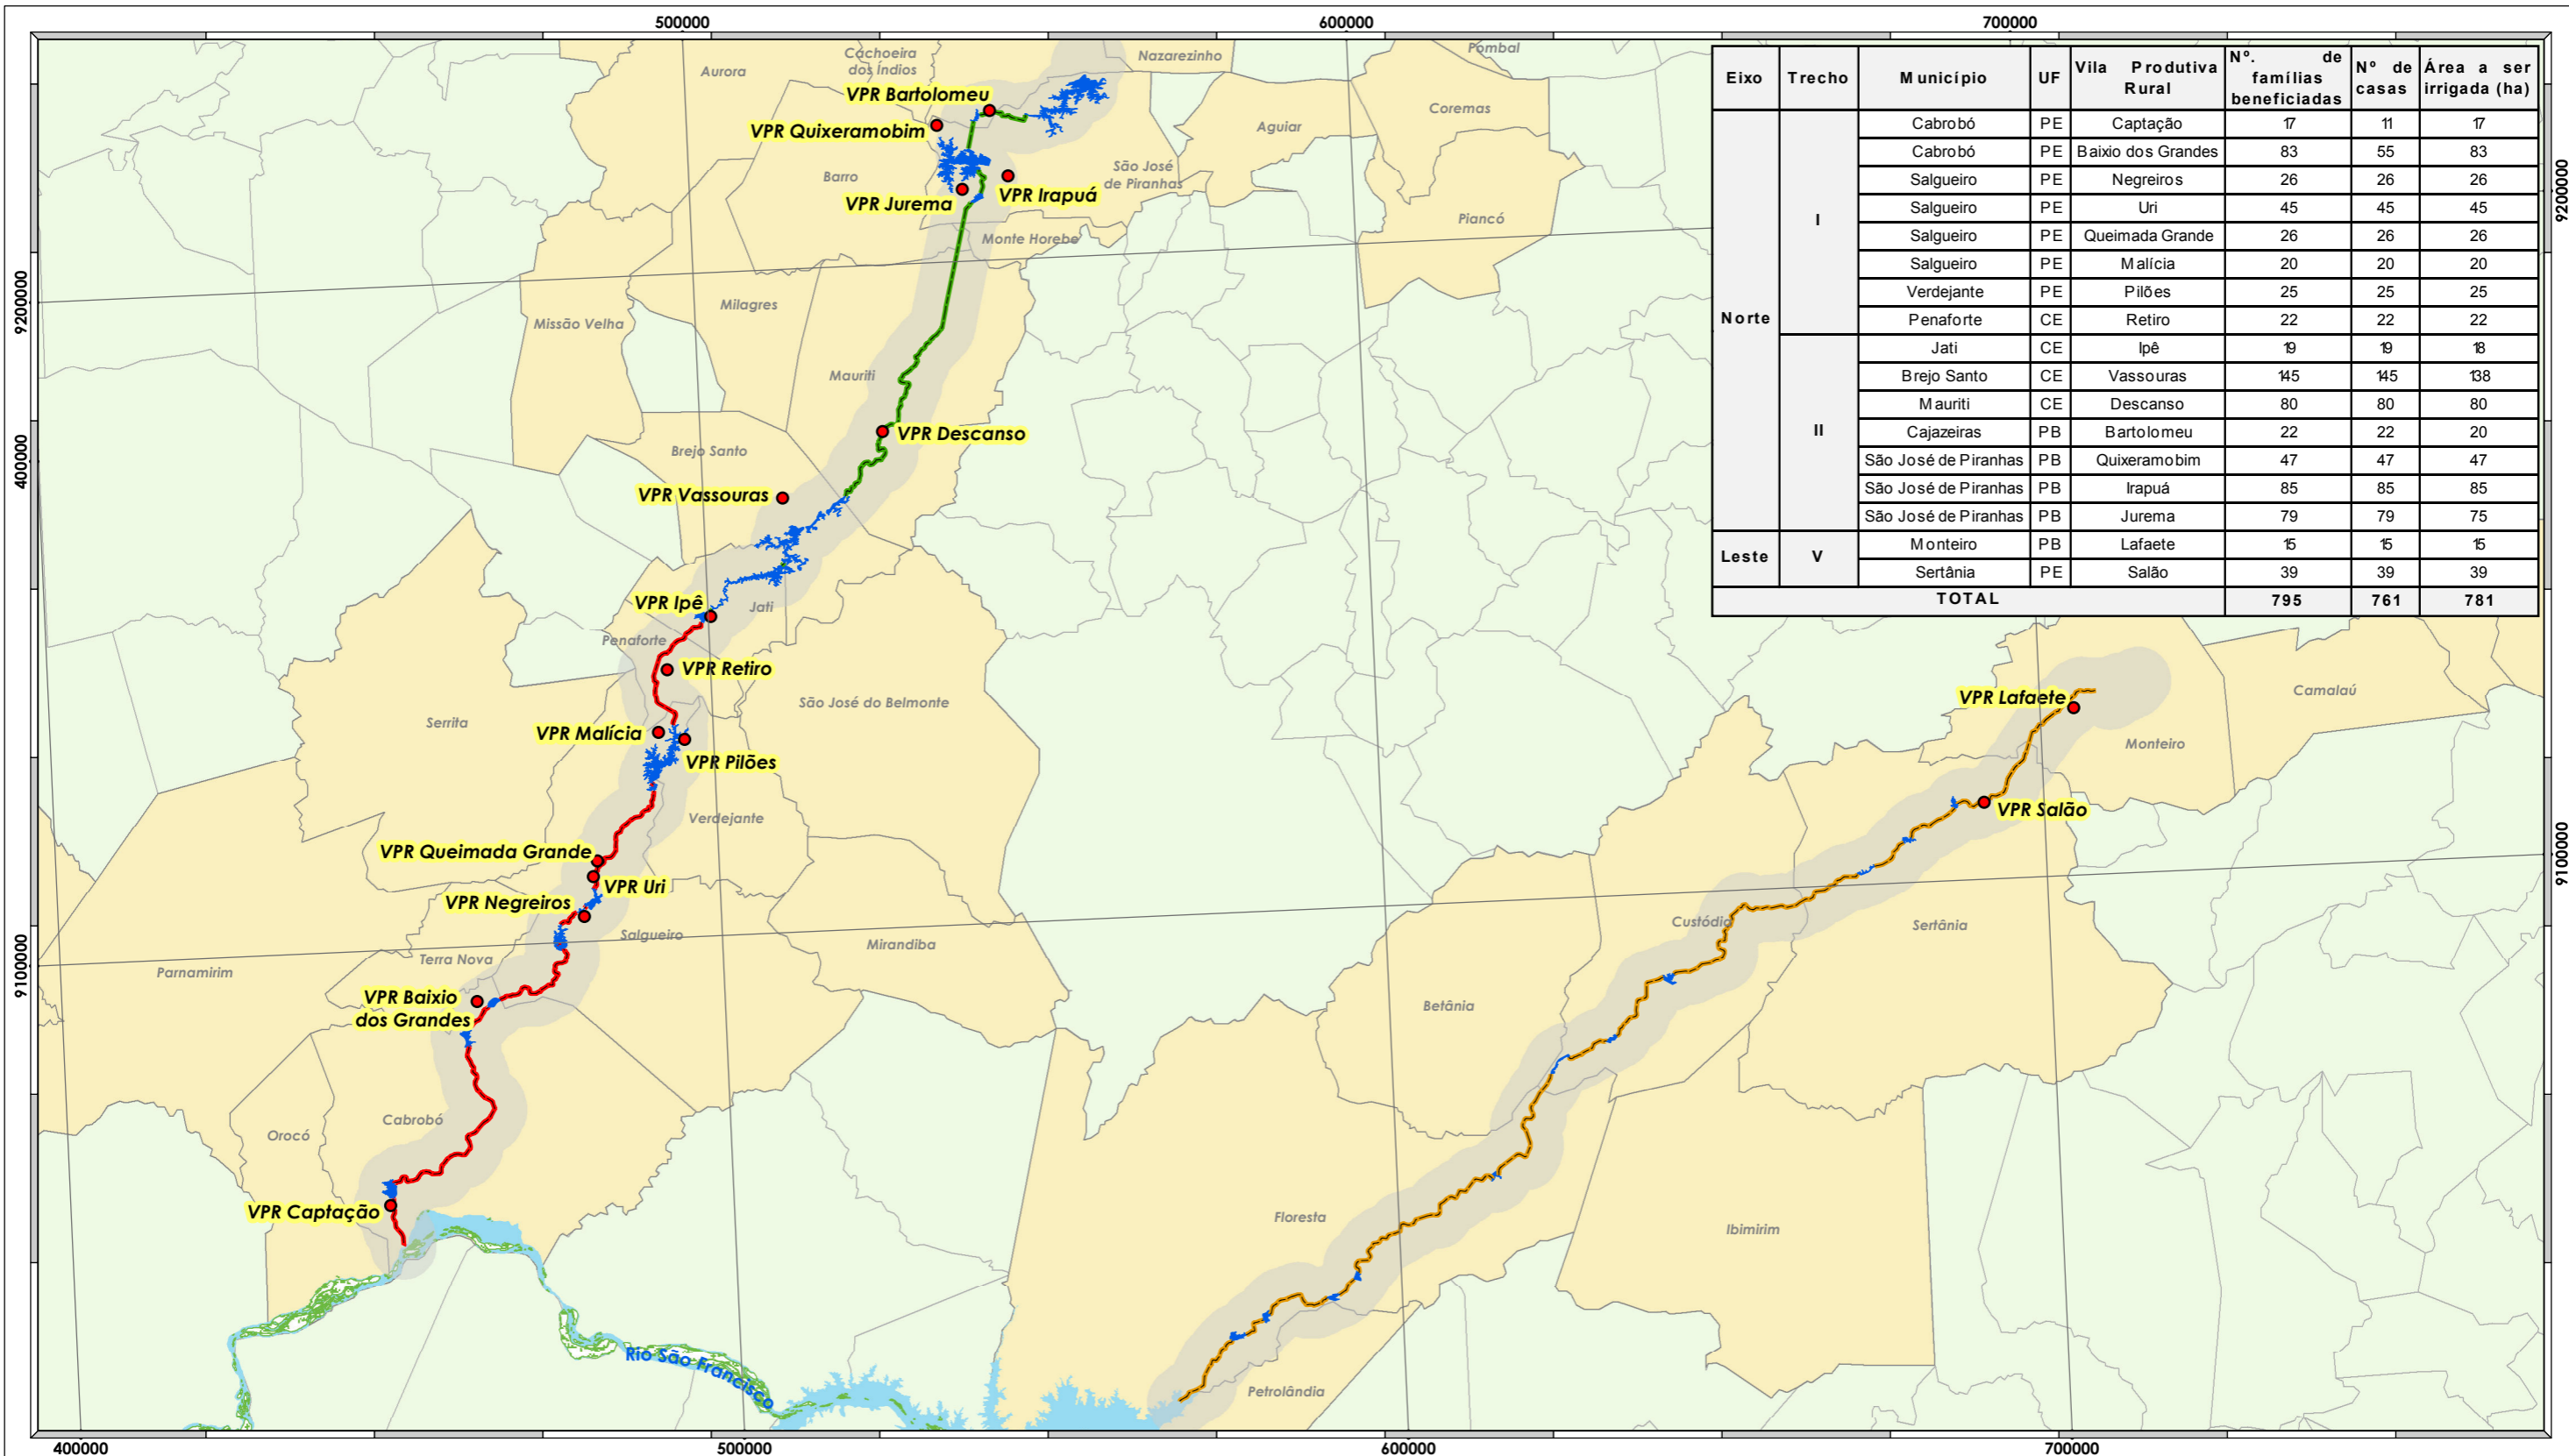 500000 600000 700000
Eixo Trecho Município UF Vila Produtiva Rural Nº. de famílias beneficiadas Nº de casas Área a ser irrigada (ha)
Norte I Cabrobó PE Captação 17 11 17
Cabrobó PE Baixio dos Grandes 83 55 83
Salgueiro PE Negreiros 26 26 26
Salgueiro PE Uri 45 45 45
Salgueiro PE Queimada Grande 26 26 26
Salgueiro PE Malícia 20 20 20
Verdejante PE Pilões 25 25 25
Penaforte CE Retiro 22 22 22
II Jati CE Ipê 19 19 18
Brejo Santo CE Vassouras 145 145 138
Mauriti CE Descanso 80 80 80
Cajazeiras PB Bartolomeu 22 22 20
São José de Piranhas PB Quixeramobim 47 47 47
São José de Piranhas PB Irapuá 85 85 85
São José de Piranhas PB Jurema 79 79 75
Leste V Monteiro PB Lafaete 15 15 15
Sertânia PE Salão 39 39 39
TOTAL 795 761 781
Cachoeira
dos Índios
Nazarezinho
Pombal
Aurora
VPR Bartolomeu
Coremas
VPR Quixeramobim
Aguiar
Barro
São José
de Piranhas
VPR Jurema
VPR Irapuá
9200000
Piancó
Monte Horebe
9200000
Milagres
Missão Velha
Mauriti
VPR Descanso
Brejo Santo
400000
VPR Vassouras
VPR Ipê
Jati
Penaforte
VPR Retiro
São José do Belmonte
Serrita
VPR Malícia
VPR Pilões
VPR Lafaete
Camalaú
Monteiro
Verdejante
VPR Salão
VPR Queimada Grande
VPR Uri
9100000
VPR Negreiros
Salgueiro
Mirandiba
Custódia
Sertânia
Terra Nova
Parnamirim
9100000
VPR Baixio
dos Grandes
Betânia
Cabrobó
Orocó
VPR Captação
Floresta
Ibimirim
Rio São Francisco
Petrolândia
400000 500000 600000 700000